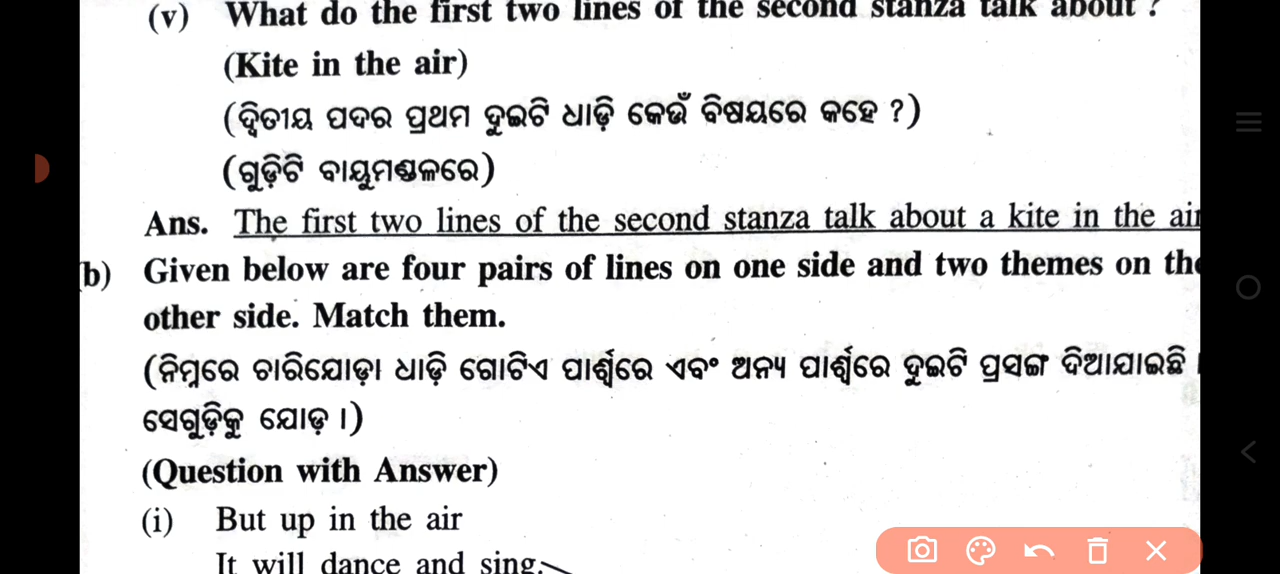 (v) What do the first two lines of the second stanza talk about ?
(Kite in the air)
(ଦ୍ଵିତୀୟ ପଦର ପ୍ରଥମ ଦୁଇଟି ଧାଡ଼ି କେଉଁ ବିଷୟରେ କହେ ?)
(ଗୁଡ଼ିଟି ବାୟୁମଣ୍ଡଳରେ)
Ans. The first two lines of the second stanza talk about a kite in the air
(b) Given below are four pairs of lines on one side and two themes on the
other side. Match them.
(ନିମ୍ନରେ ଚାରିଯୋଡ଼ା ଧାଡ଼ି ଗୋଟିଏ ପାର୍ଶ୍ଵରେ ଏବଂ ଅନ୍ୟ ପାର୍ଶ୍ଵରେ ଦୁଇଟି ପ୍ରସଙ୍ଗ ଦିଆଯାଇଛି ।
ସେଗୁଡ଼ିକୁ ଯୋଡ଼ ।)
(Question with Answer)
(i) But up in the air
It will dance and sing.